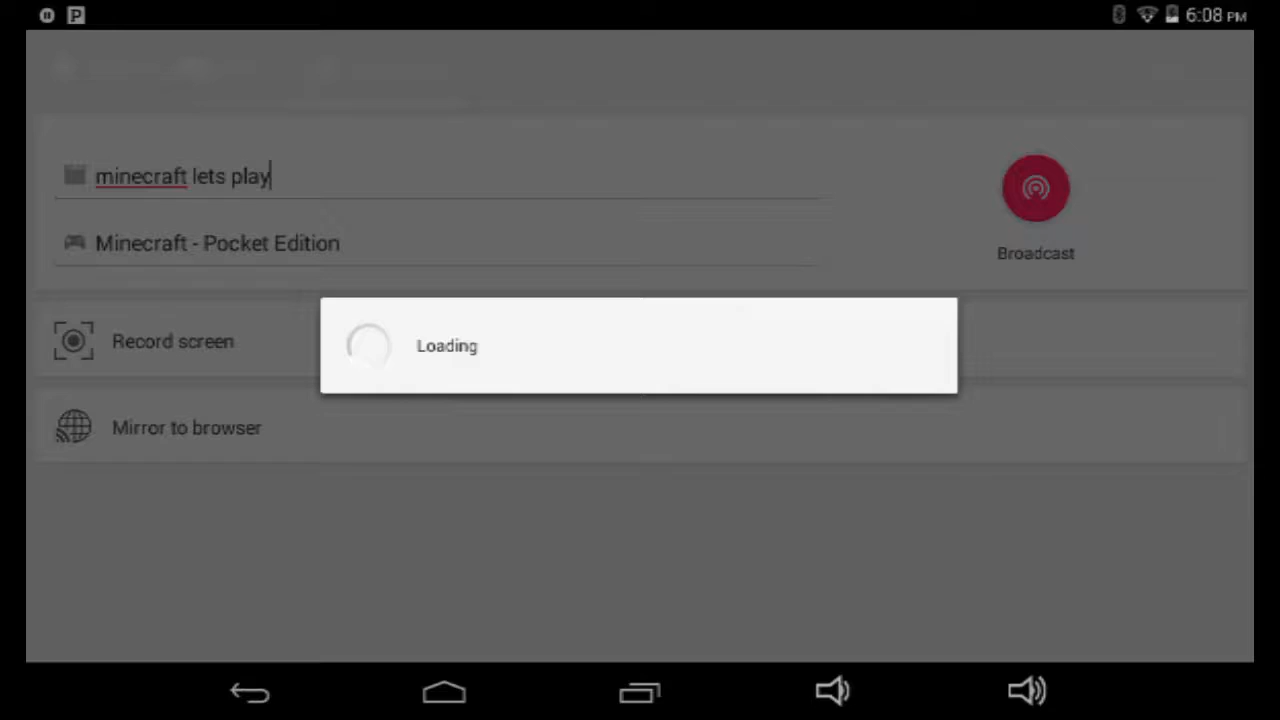 P
6:08 PM
minecraft lets play
Minecraft - Pocket Edition
Broadcast
Record screen
Loading
Mirror to browser